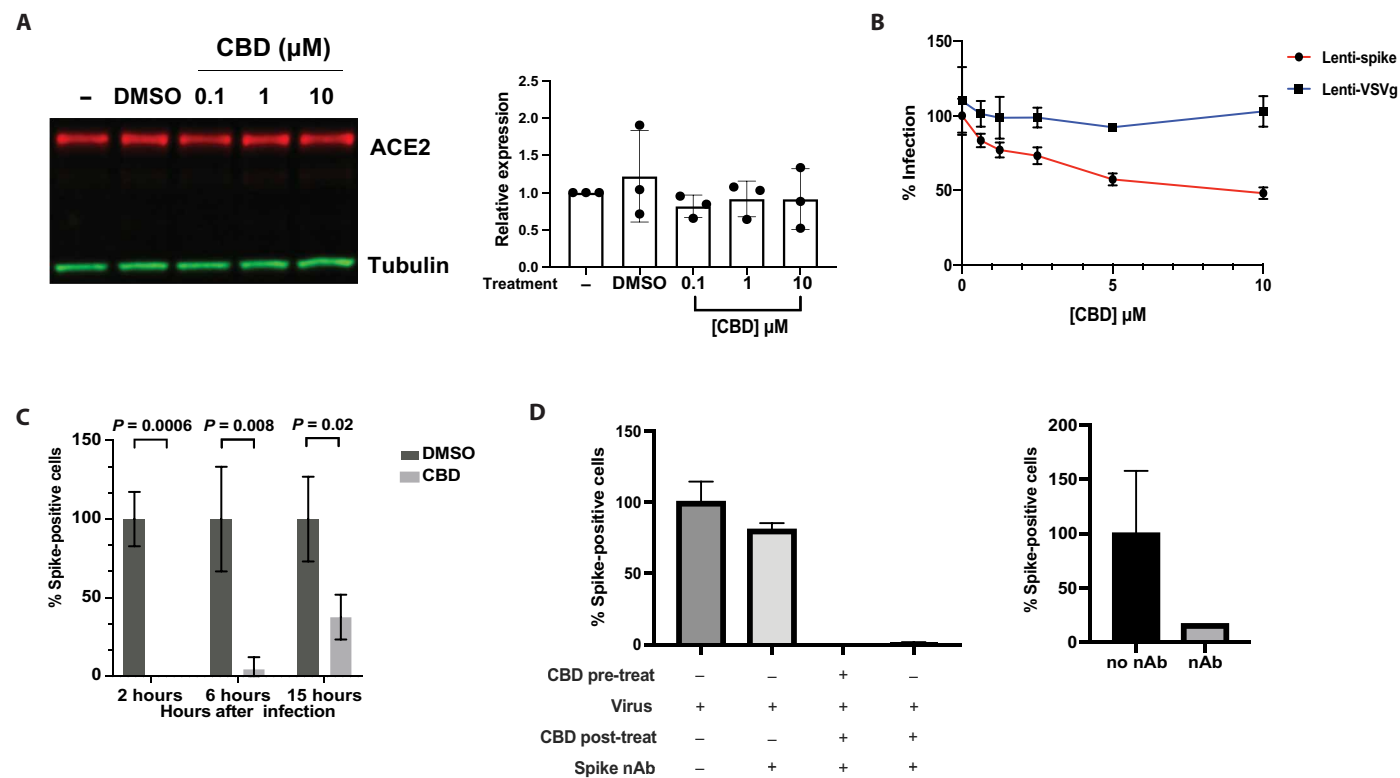 A
CBD (µM)
– DMSO 0.1 1 10
ACE2
Tubulin
Relative expression
2.5
2.0
1.5
1.0
0.5
0.0
Treatment – DMSO 0.1 1 10
[CBD] µM
B
% Infection
150
100
50
0
0 5 10
[CBD] µM
Lenti-spike
Lenti-VSVg
C
P = 0.0006 P = 0.008 P = 0.02
% Spike-positive cells
150
100
50
0
2 hours 6 hours 15 hours
Hours after infection
DMSO
CBD
D
% Spike-positive cells
150
100
50
0
CBD pre-treat – – + –
Virus + + + +
CBD post-treat – – + +
Spike nAb – + + +
% Spike-positive cells
200
150
100
50
0
no nAb nAb